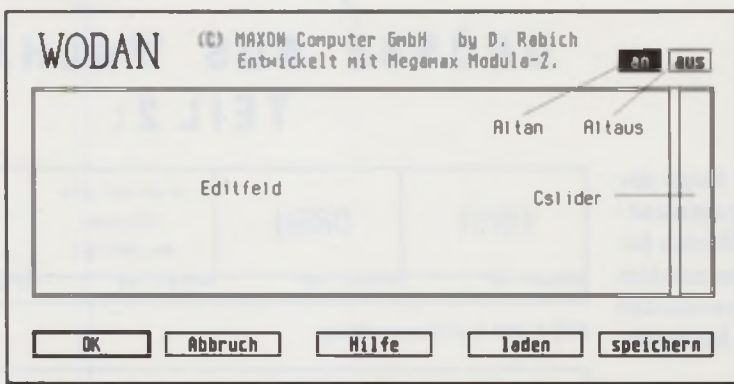 WODAN
(C) MAXON Computer GmbH by D. Rabich
Entwickelt mit Megamax Modula-2.
an aus
Altan Altaus
Editfeld
Cslider
OK Abbruch Hilfe laden speichern